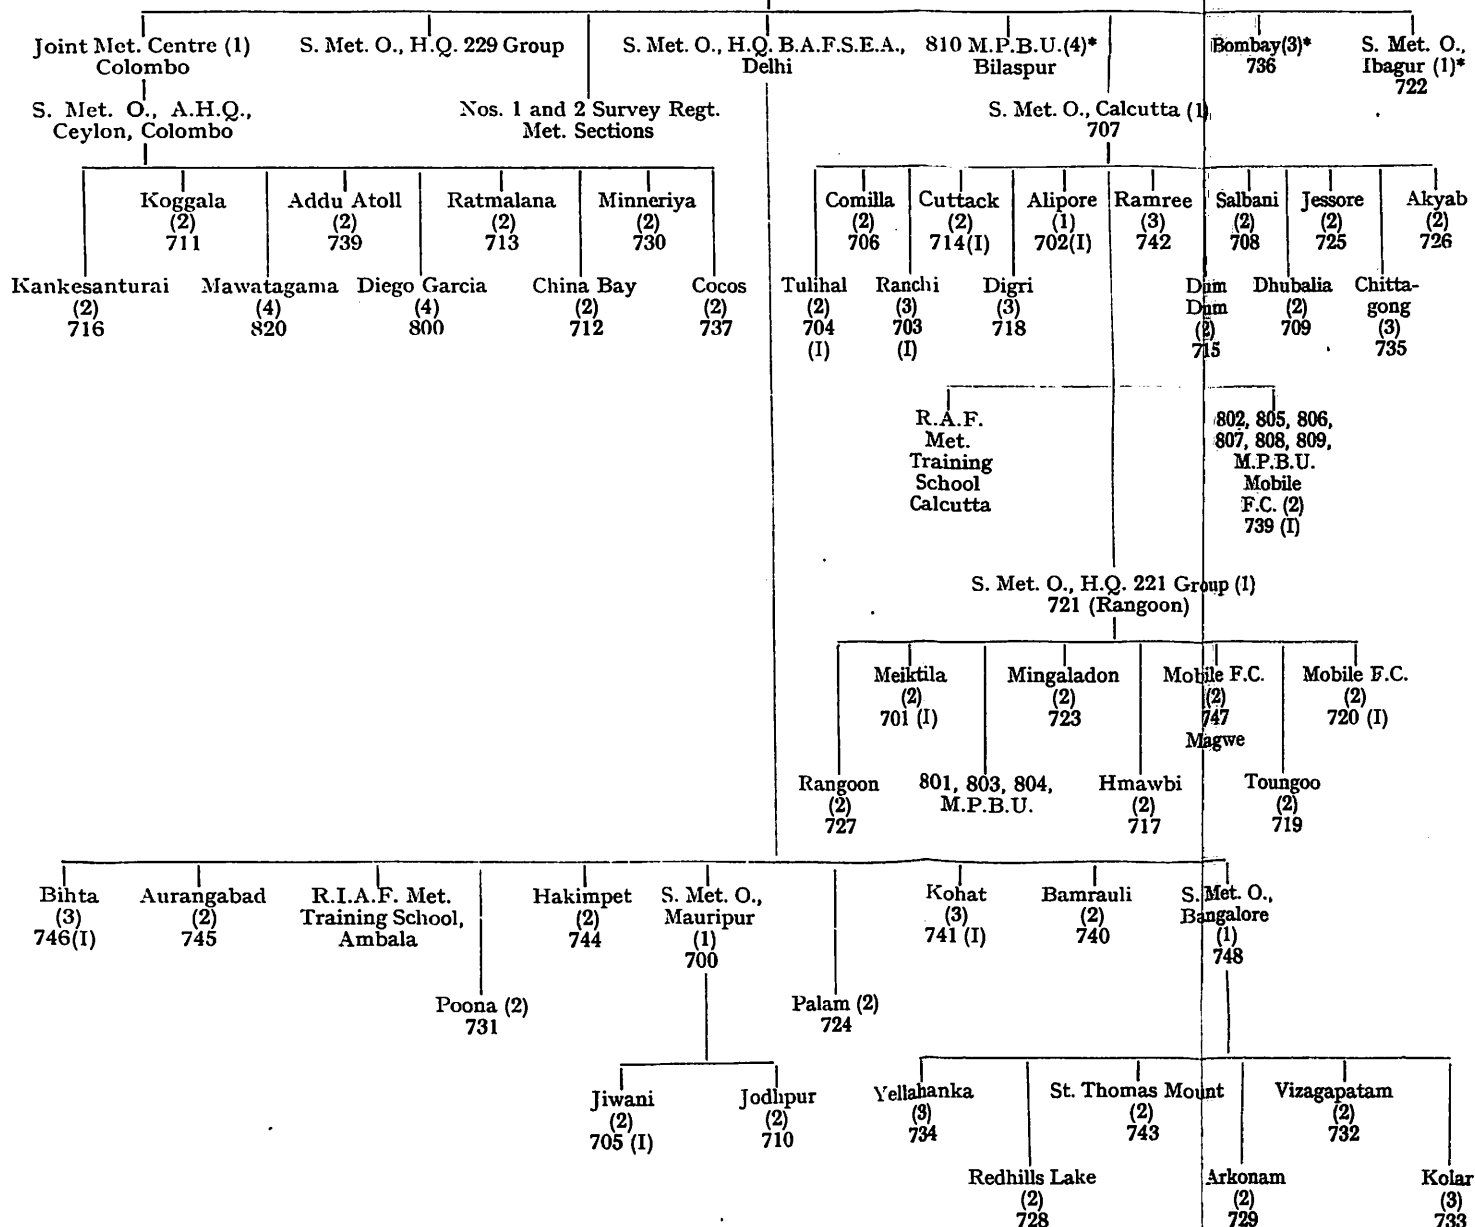 Joint Met. Centre (1)
Colombo
S. Met. O., H.Q. 229 Group
S. Met. O., H.Q. B.A.F.S.E.A.,
Delhi
810 M.P.B.U.(4)*
Bilaspur
Bombay(3)*
736
S. Met. O.,
Ibagur (1)*
722
S. Met. O., A.H.Q.,
Ceylon, Colombo
Nos. 1 and 2 Survey Regt.
Met. Sections
S. Met. O., Calcutta (1)
707
Koggala
(2)
711
Addu Atoll
(2)
739
Ratmalana
(2)
713
Minneriya
(2)
730
Comilla
(2)
706
Cuttack
(2)
714(I)
Alipore
(1)
702(I)
Ramree
(3)
742
Salbani
(2)
708
Jessore
(2)
725
Akyab
(2)
726
Kankesanturai
(2)
716
Mawatagama
(4)
820
Diego Garcia
(4)
800
China Bay
(2)
712
Cocos
(2)
737
Tulihal
(2)
704
(I)
Ranchi
(3)
703
(I)
Digri
(3)
718
Dum
Dum
(2)
715
Dhubalia
(2)
709
Chitta-
gong
(3)
735
R.A.F.
Met.
Training
School
Calcutta
802, 805, 806,
807, 808, 809,
M.P.B.U.
Mobile
F.C. (2)
739 (I)
S. Met. O., H.Q. 221 Group (1)
721 (Rangoon)
Meiktila
(2)
701 (I)
Mingaladon
(2)
723
Mobile F.C.
(2)
747
Magwe
Mobile F.C.
(2)
720 (I)
Rangoon
(2)
727
801, 803, 804,
M.P.B.U.
Hmawbi
(2)
717
Toungoo
(2)
719
Bihta
(3)
746(I)
Aurangabad
(2)
745
R.I.A.F. Met.
Training School,
Ambala
Hakimpet
(2)
744
S. Met. O.,
Mauripur
(1)
700
Kohat
(3)
741 (I)
Bamrauli
(2)
740
S. Met. O.,
Bangalore
(1)
748
Poona (2)
731
Palam (2)
724
Jiwani
(2)
705 (I)
Jodhpur
(2)
710
Yellahanka
(3)
734
St. Thomas Mount
(2)
743
Vizagapatam
(2)
732
Redhills Lake
(2)
728
Arkonam
(2)
729
Kolar
(3)
733